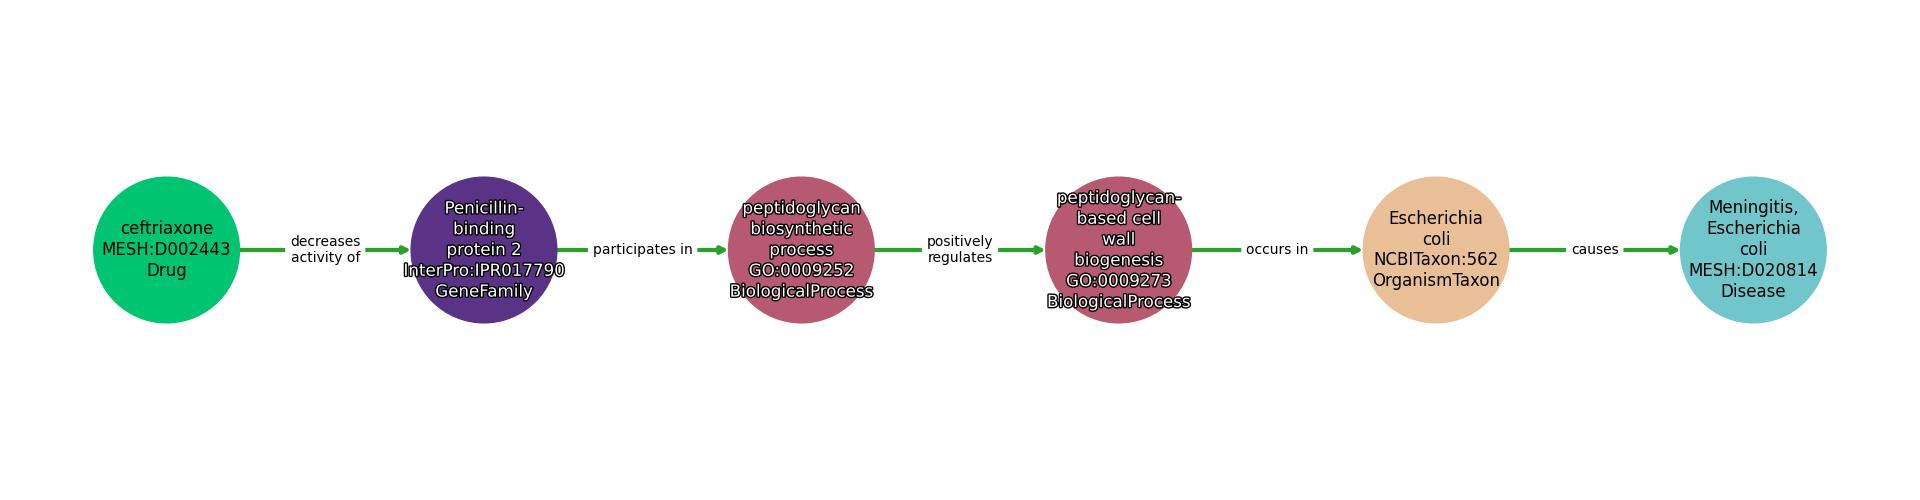 ceftriaxone
MESH:D002443
Drug
decreases
activity of
Penicillin-
binding
protein 2
InterPro:IPR017790
GeneFamily
participates in
peptidoglycan
biosynthetic
process
GO:0009252
BiologicalProcess
positively
regulates
peptidoglycan-
based cell
wall
biogenesis
GO:0009273
BiologicalProcess
occurs in
Escherichia
coli
NCBITaxon:562
OrganismTaxon
causes
Meningitis,
Escherichia
coli
MESH:D020814
Disease